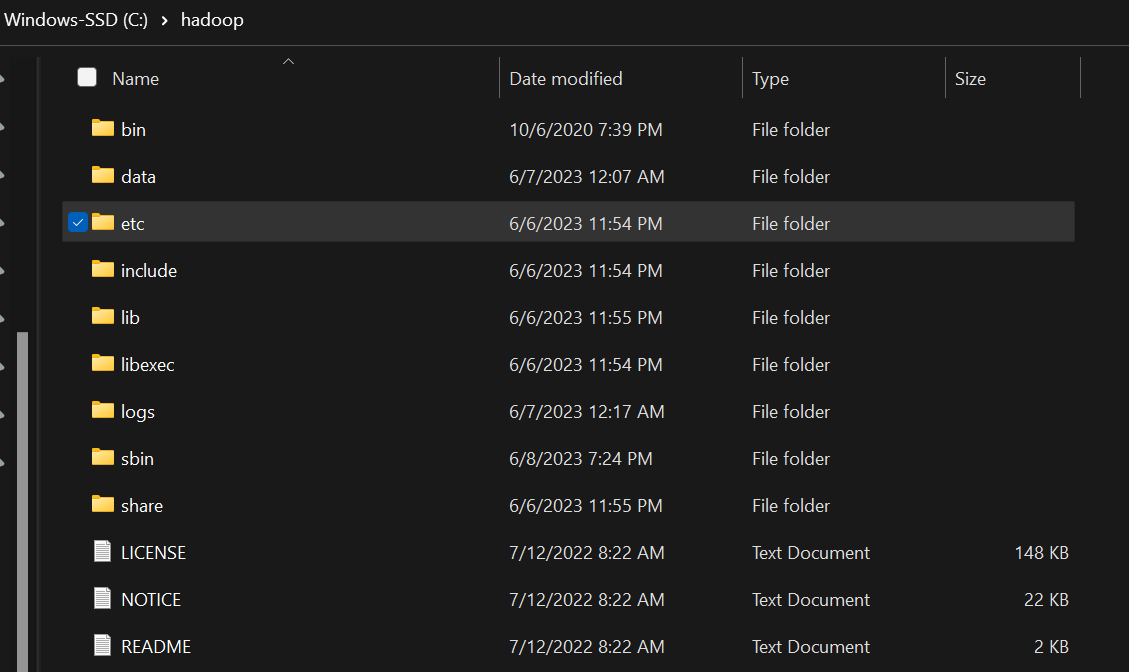 Windows-SSD (C:) > hadoop
Name Date modified Type Size
bin 10/6/2020 7:39 PM File folder
data 6/7/2023 12:07 AM File folder
etc 6/6/2023 11:54 PM File folder
include 6/6/2023 11:54 PM File folder
lib 6/6/2023 11:55 PM File folder
libexec 6/6/2023 11:54 PM File folder
logs 6/7/2023 12:17 AM File folder
sbin 6/8/2023 7:24 PM File folder
share 6/6/2023 11:55 PM File folder
LICENSE 7/12/2022 8:22 AM Text Document 148 KB
NOTICE 7/12/2022 8:22 AM Text Document 22 KB
README 7/12/2022 8:22 AM Text Document 2 KB